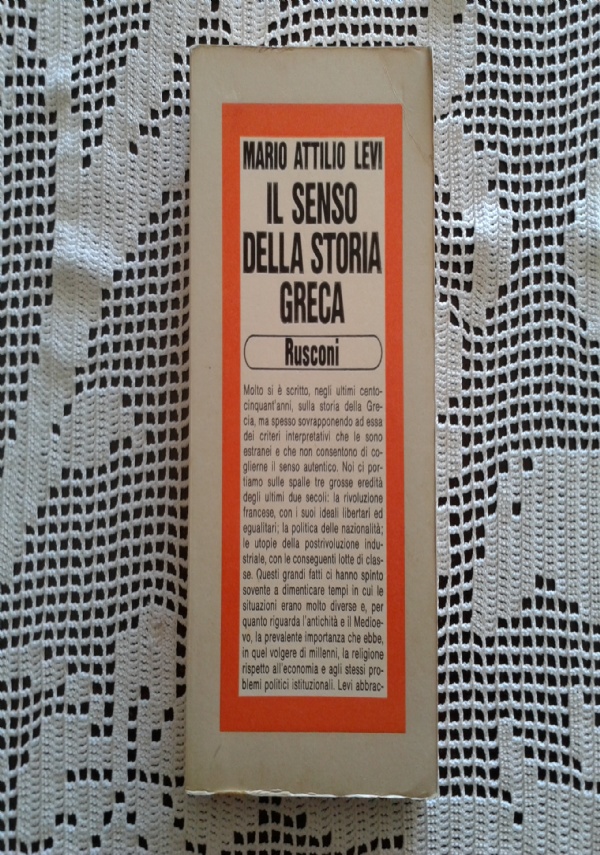 MARIO ATTILIO LEVI
IL SENSO
DELLA STORIA
GRECA
Rusconi
Molto si è scritto, negli ultimi cento-
cinquant'anni, sulla storia della Gre-
cia, ma spesso sovrapponendo ad essa
dei criteri interpretativi che le sono
estranei e che non consentono di co-
glierne il senso autentico. Noi ci por-
tiamo sulle spalle tre grosse eredità
degli ultimi due secoli: la rivoluzione
francese, con i suoi ideali libertari ed
egualitari; la politica delle nazionalità;
le utopie della postrivoluzione indu-
striale, con le conseguenti lotte di clas-
se. Questi grandi fatti ci hanno spinto
sovente a dimenticare tempi in cui le
situazioni erano molto diverse e, per
quanto riguarda l'antichità e il Medioe-
vo, la prevalente importanza che ebbe,
in quel volgere di millenni, la religione
rispetto all'economia e agli stessi pro-
blemi politici istituzionali. Levi abbrac-